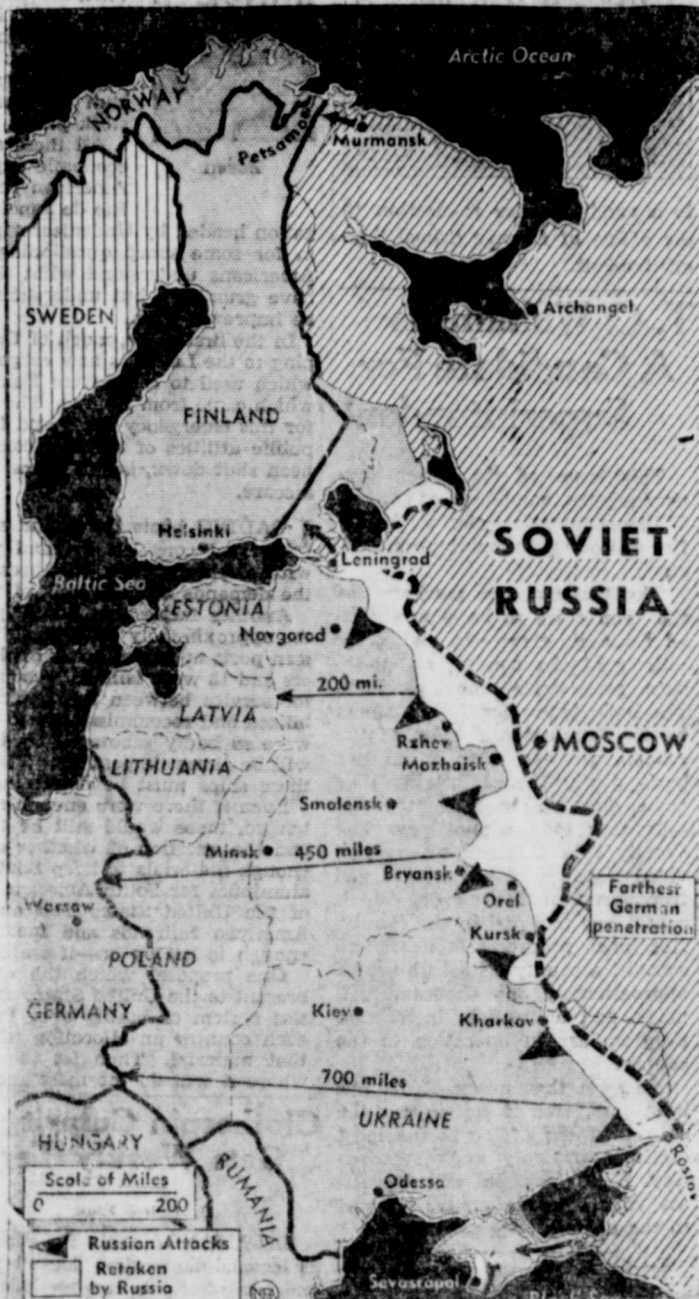 Arctic Ocean
NORWAY
Petsamo
Murmansk
SWEDEN
Archangel
FINLAND
Helsinki
Leningrad
SOVIET
RUSSIA
Baltic Sea
ESTONIA
Novgorod
200 mi.
LATVIA
Rzhev
MOSCOW
Mozhaisk
LITHUANIA
Smolensk
Minsk
450 miles
Bryansk
Orel
Farthest
German
penetration
Warsaw
Kursk
POLAND
GERMANY
Kiev
Kharkov
700 miles
UKRAINE
HUNGARY
Rostov
RUMANIA
Scale of Miles
0 200
Odessa
Russian Attacks
Retaken
by Russia
NEA
Sevastopol